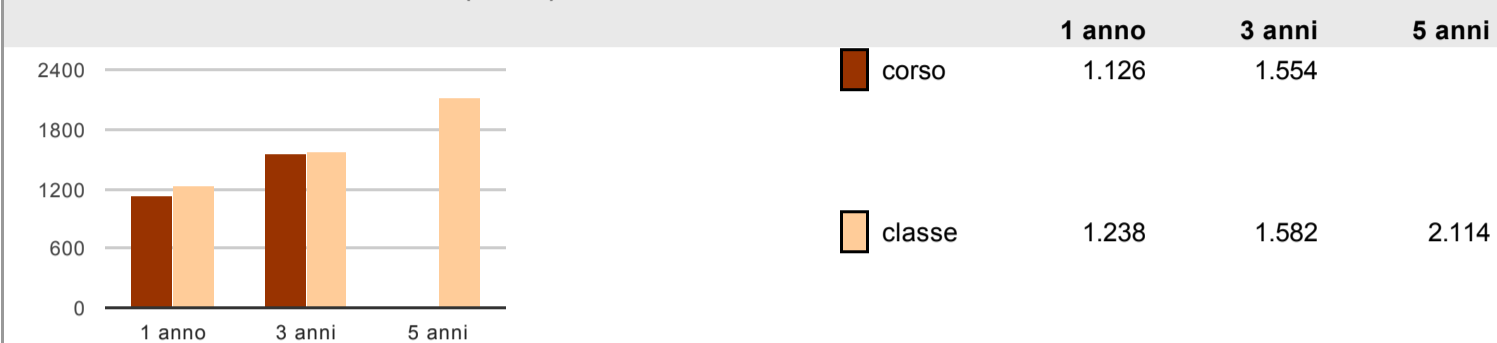 1 anno 3 anni 5 anni
2400
1800
1200
600
0
1 anno 3 anni 5 anni
corso 1.126 1.554
classe 1.238 1.582 2.114